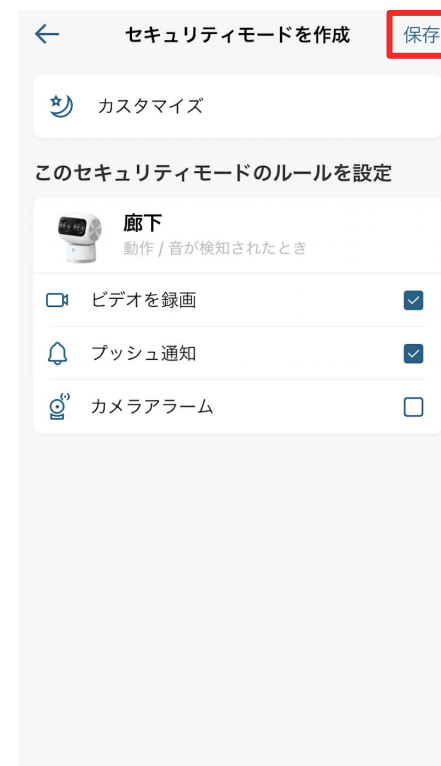 セキュリティモードを作成 保存
カスタマイズ
このセキュリティモードのルールを設定
廊下
動作 / 音が検知されたとき
ビデオを録画
プッシュ通知
カメラアラーム